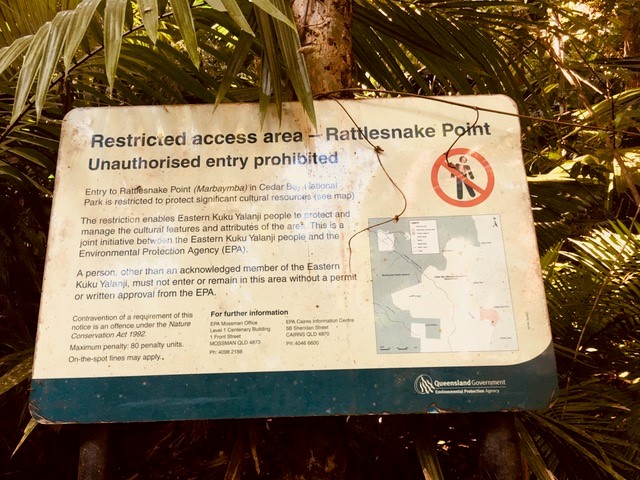 Restricted access area – Rattlesnake Point
Unauthorised entry prohibited
Entry to Rattlesnake Point (Marbaymba) in Cedar Bay National
Park is restricted to protect significant cultural resources (see map)
The restriction enables Eastern Kuku Yalanji people to protect and
manage the cultural features and attributes of the area. This is a
joint initiative between the Eastern Kuku Yalanji people and the
Environmental Protection Agency (EPA).
A person, other than an acknowledged member of the Eastern
Kuku Yalanji, must not enter or remain in this area without a permit
or written approval from the EPA.
Contravention of a requirement of this
notice is an offence under the Nature
Conservation Act 1992.
Maximum penalty: 80 penalty units.
On-the-spot fines may apply.
For further information
EPA Mossman Office
Level 1 Centenary Building
1 Front Street
MOSSMAN QLD 4873
Ph: 4098 2188
EPA Cairns Information Centre
5B Sheridan Street
CAIRNS QLD 4870
Ph: 4046 6600
Queensland Government
Environmental Protection Agency